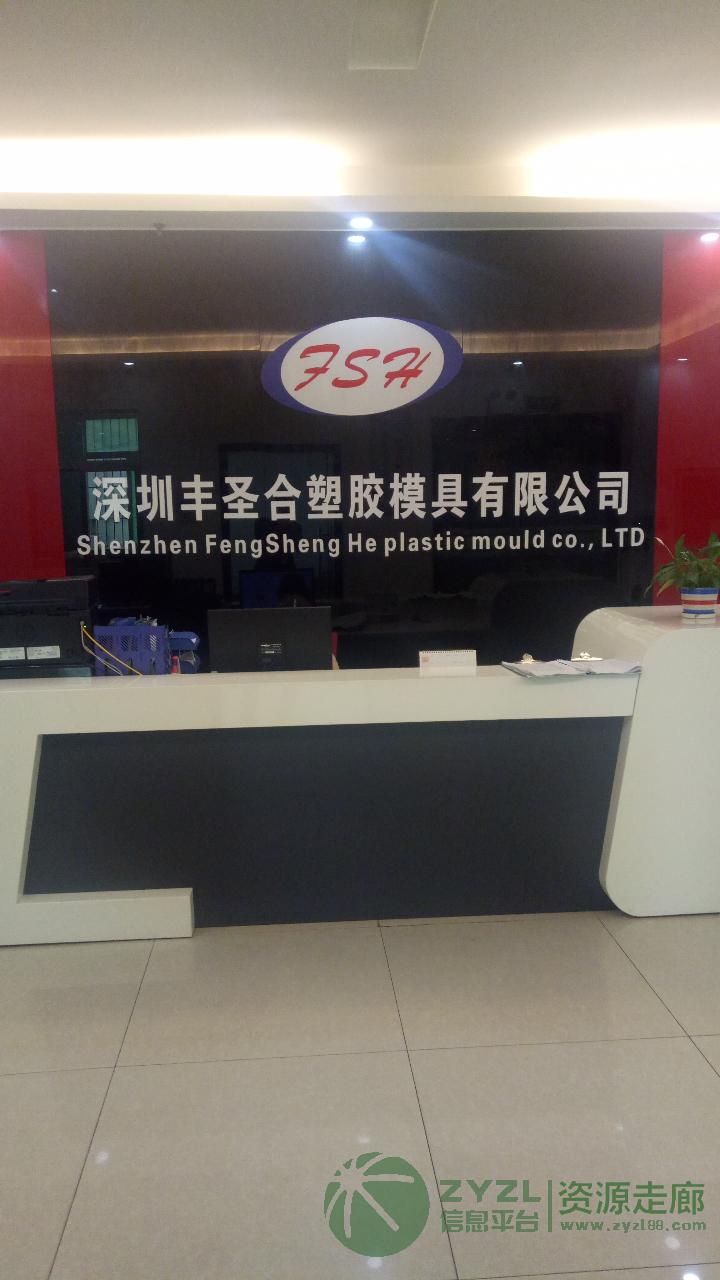 FSH
深圳丰圣合塑胶模具有限公司
Shenzhen FengSheng He plastic mould co., LTD
ZYZL 资源走廊
信息平台 www.zyzl88.com